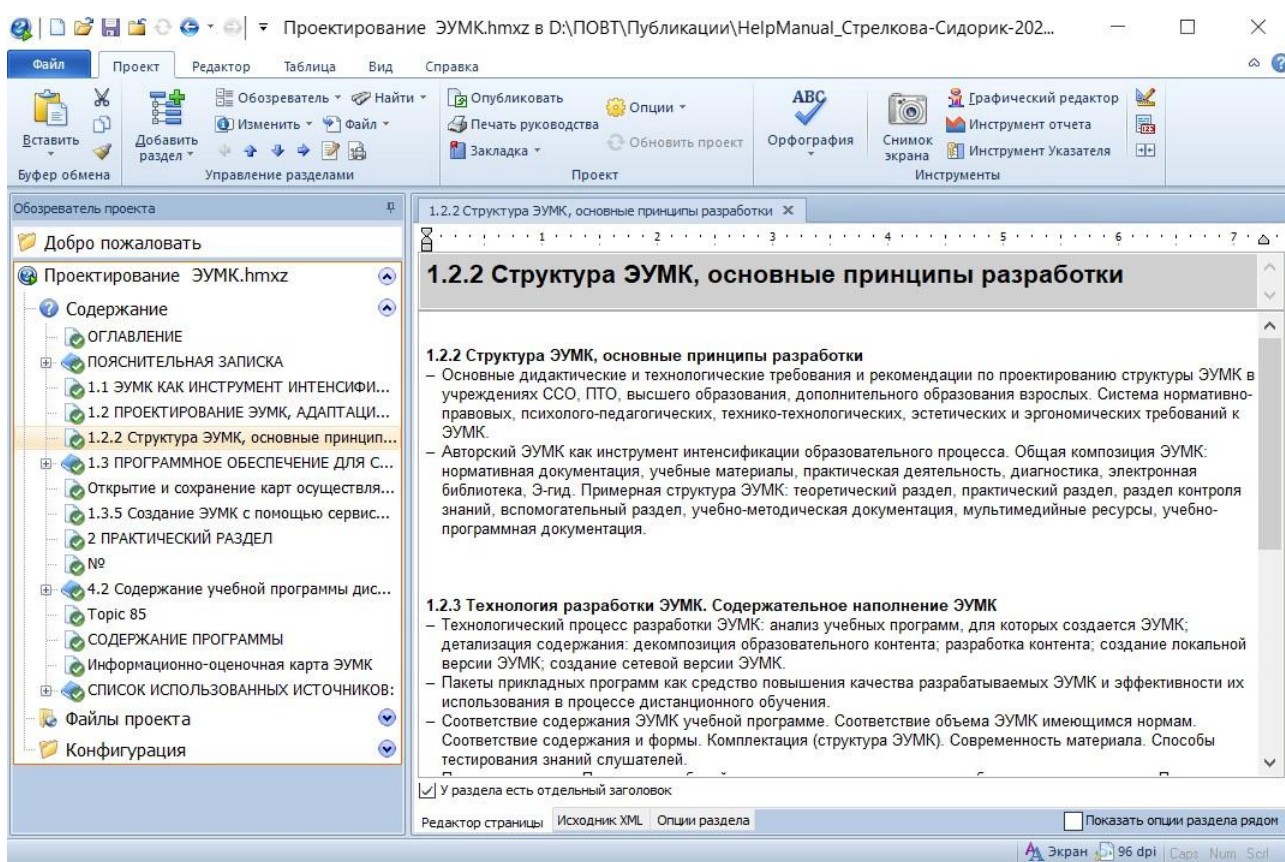 Проектирование ЭУМК.hmxz в D:\ПОВТ\Публикации\HelpManual_Стрелкова-Сидорик-202...
Файл Проект Редактор Таблица Вид Справка
Вставить
Буфер обмена
Добавить раздел
Обозреватель Найти
Изменить Файл
Управление разделами
Опубликовать
Печать руководства
Закладка
Опции
Обновить проект
Проект
ABC
Орфография
Снимок экрана
Графический редактор
Инструмент отчета
Инструмент Указателя
Инструменты
Обозреватель проекта
Добро пожаловать
Проектирование ЭУМК.hmxz
Содержание
ОГЛАВЛЕНИЕ
ПОЯСНИТЕЛЬНАЯ ЗАПИСКА
1.1 ЭУМК КАК ИНСТРУМЕНТ ИНТЕНСИФИ...
1.2 ПРОЕКТИРОВАНИЕ ЭУМК, АДАПТАЦИ...
1.2.2 Структура ЭУМК, основные принцип...
1.3 ПРОГРАММНОЕ ОБЕСПЕЧЕНИЕ ДЛЯ С...
Открытие и сохранение карт осуществля...
1.3.5 Создание ЭУМК с помощью сервис...
2 ПРАКТИЧЕСКИЙ РАЗДЕЛ
№
4.2 Содержание учебной программы дис...
Topic 85
СОДЕРЖАНИЕ ПРОГРАММЫ
Информационно-оценочная карта ЭУМК
СПИСОК ИСПОЛЬЗОВАННЫХ ИСТОЧНИКОВ:
Файлы проекта
Конфигурация
1.2.2 Структура ЭУМК, основные принципы разработки
1 2 3 4 5 6 7
1.2.2 Структура ЭУМК, основные принципы разработки
1.2.2 Структура ЭУМК, основные принципы разработки
– Основные дидактические и технологические требования и рекомендации по проектированию структуры ЭУМК в
учреждениях ССО, ПТО, высшего образования, дополнительного образования взрослых. Система нормативно-
правовых, психолого-педагогических, технико-технологических, эстетических и эргономических требований к
ЭУМК.
– Авторский ЭУМК как инструмент интенсификации образовательного процесса. Общая композиция ЭУМК:
нормативная документация, учебные материалы, практическая деятельность, диагностика, электронная
библиотека, Э-гид. Примерная структура ЭУМК: теоретический раздел, практический раздел, раздел контроля
знаний, вспомогательный раздел, учебно-методическая документация, мультимедийные ресурсы, учебно-
программная документация.
1.2.3 Технология разработки ЭУМК. Содержательное наполнение ЭУМК
– Технологический процесс разработки ЭУМК: анализ учебных программ, для которых создается ЭУМК;
детализация содержания: декомпозиция образовательного контента; разработка контента; создание локальной
версии ЭУМК; создание сетевой версии ЭУМК.
– Пакеты прикладных программ как средство повышения качества разрабатываемых ЭУМК и эффективности их
использования в процессе дистанционного обучения.
– Соответствие содержания ЭУМК учебной программе. Соответствие объема ЭУМК имеющимся нормам.
Соответствие содержания и формы. Комплектация (структура ЭУМК). Современность материала. Способы
тестирования знаний слушателей.
У раздела есть отдельный заголовок
Редактор страницы Исходник XML Опции раздела
Показать опции раздела рядом
Экран 96 dpi Caps Num Scrl